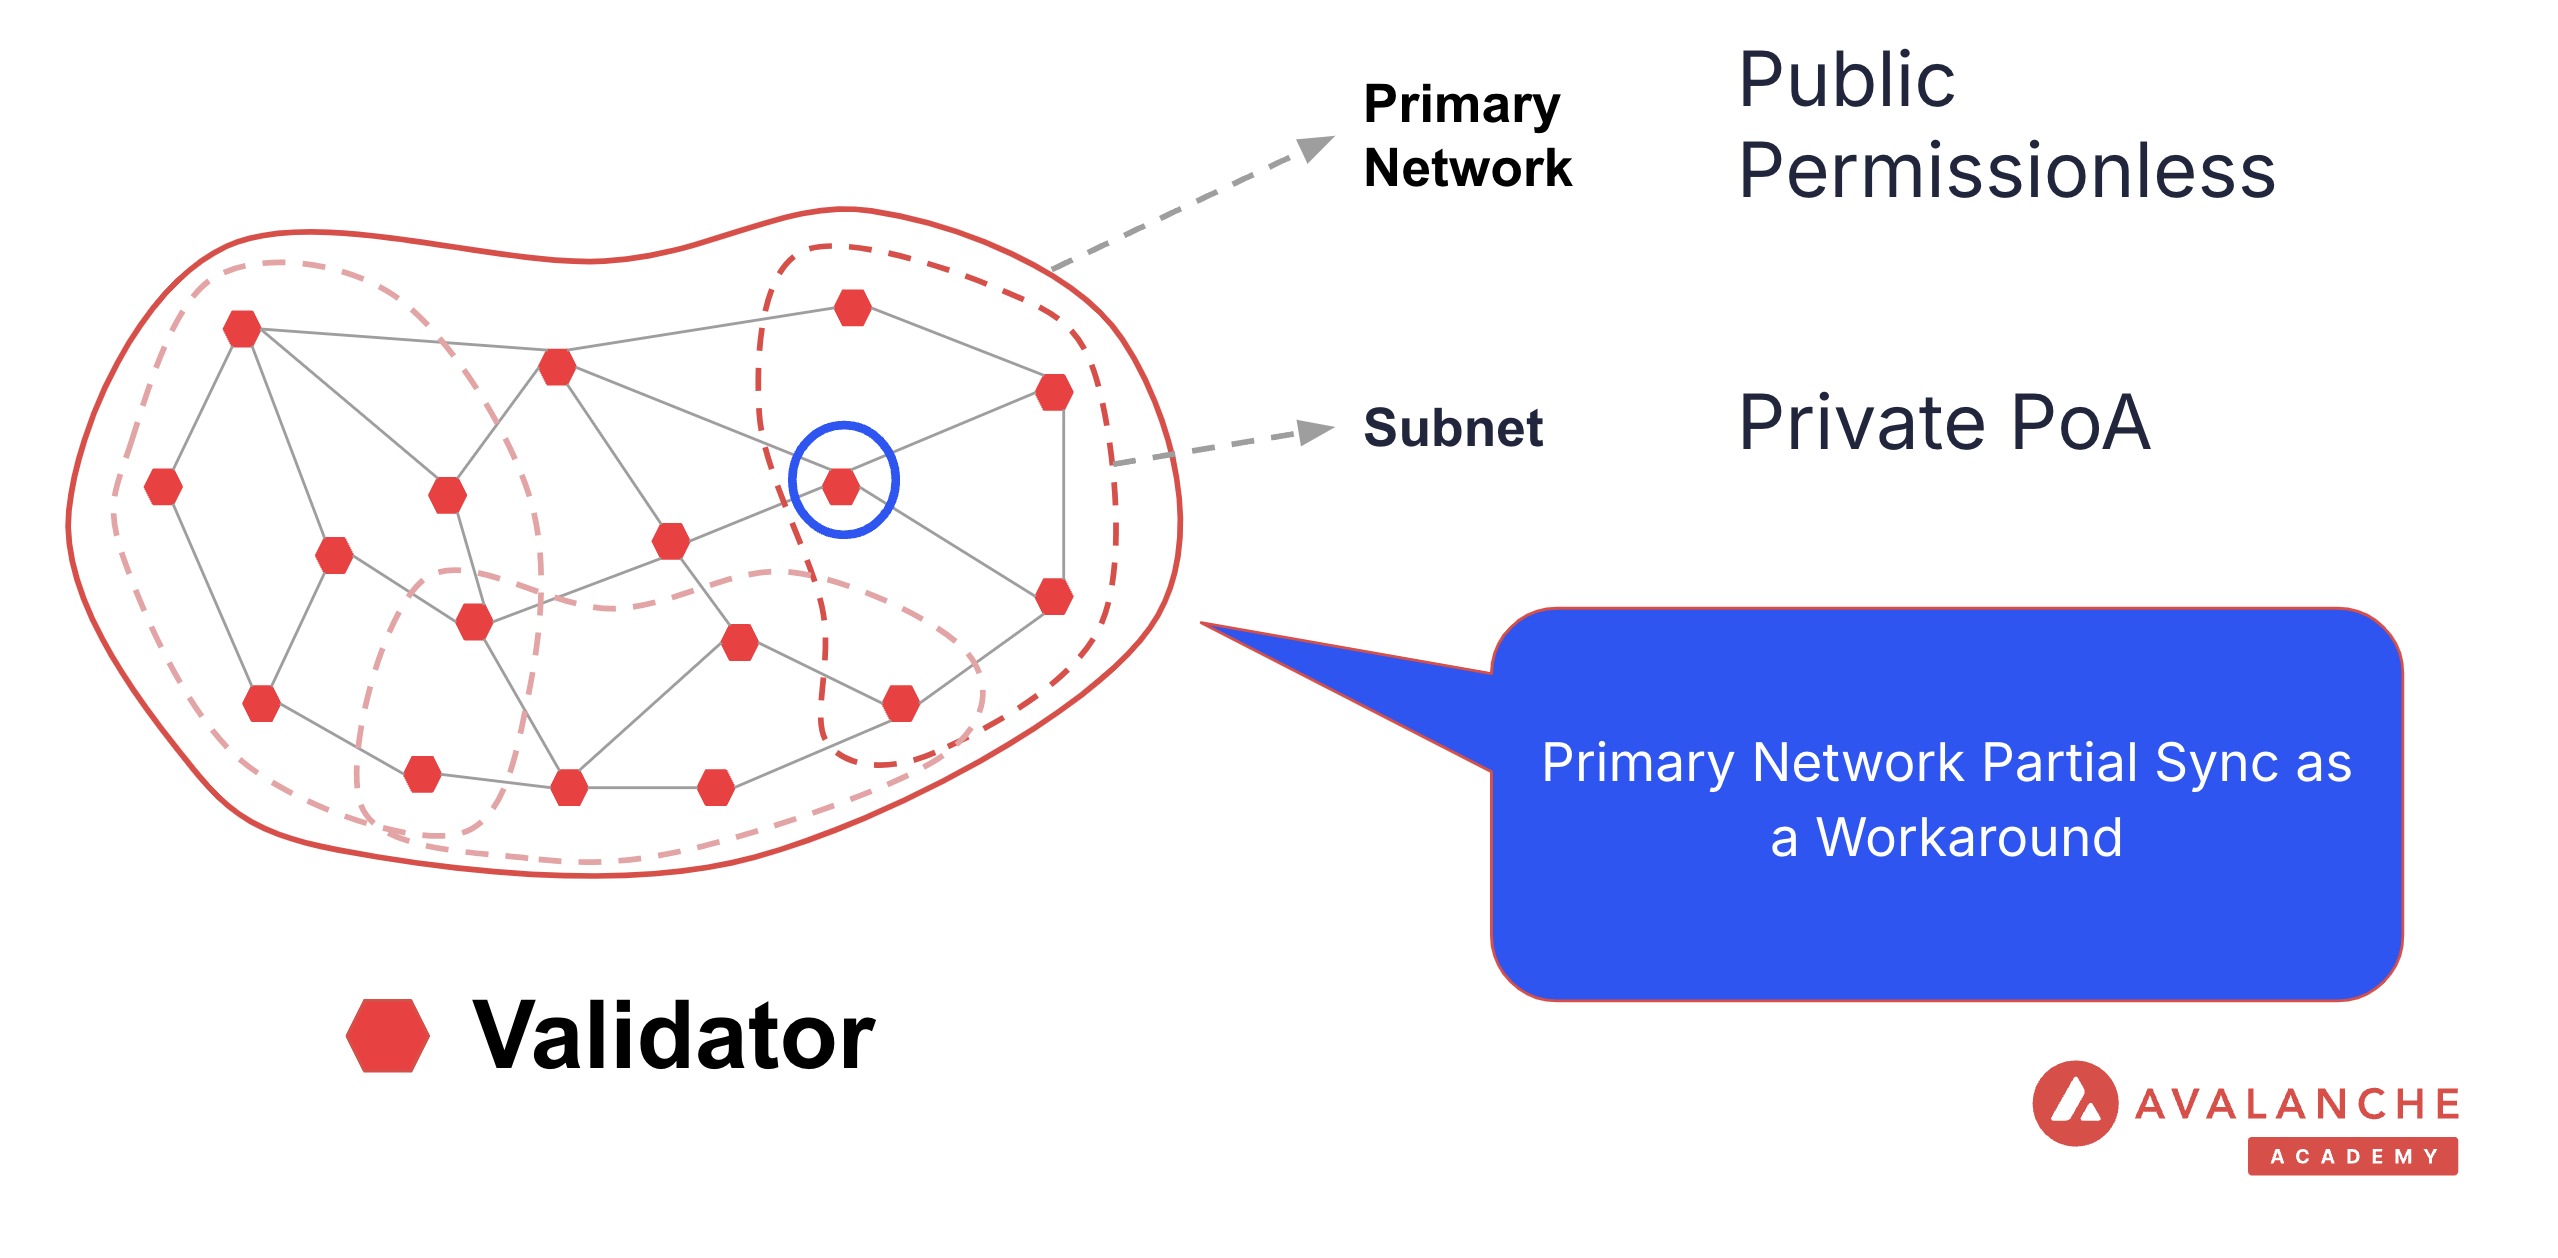 Primary
Network
Public
Permissionless
Subnet
Private PoA
Primary Network Partial Sync as
a Workaround
Validator
AVALANCHE
ACADEMY